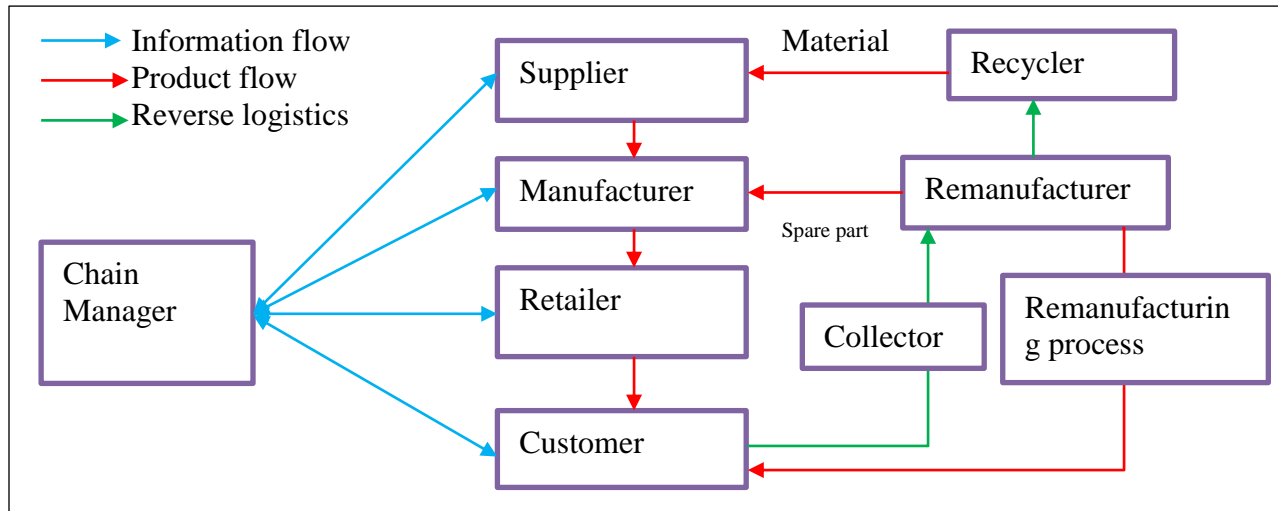 Information flow
Product flow
Reverse logistics
Supplier
Material
Recycler
Manufacturer
Remanufacturer
Spare part
Chain
Manager
Retailer
Collector
Remanufacturin
g process
Customer